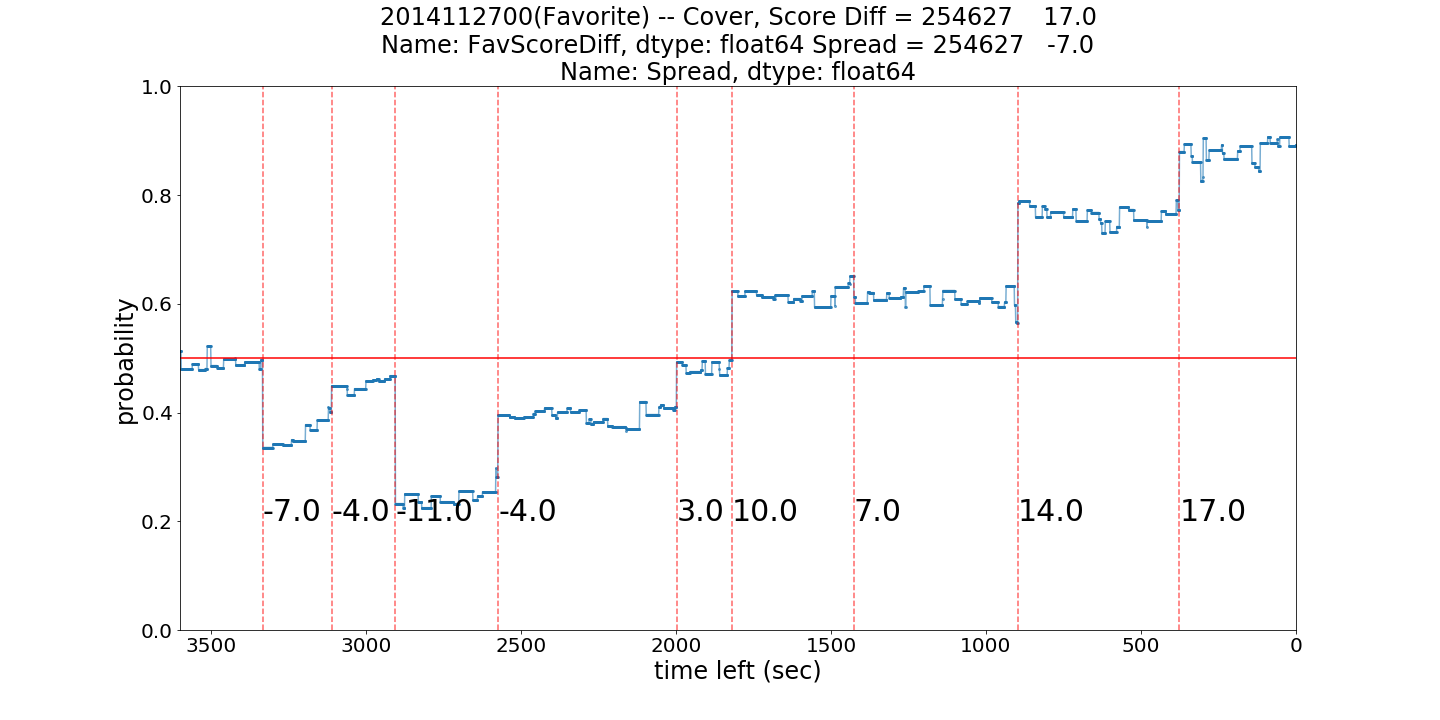 2014112700(Favorite) -- Cover, Score Diff = 254627    17.0
Name: FavScoreDiff, dtype: float64 Spread = 254627   -7.0
Name: Spread, dtype: float64
1.0
0.8
0.6
0.4
0.2
0.0
probability
-7.0 -4.0 -11.0 -4.0 3.0 10.0 7.0 14.0 17.0
3500 3000 2500 2000 1500 1000 500 0
time left (sec)